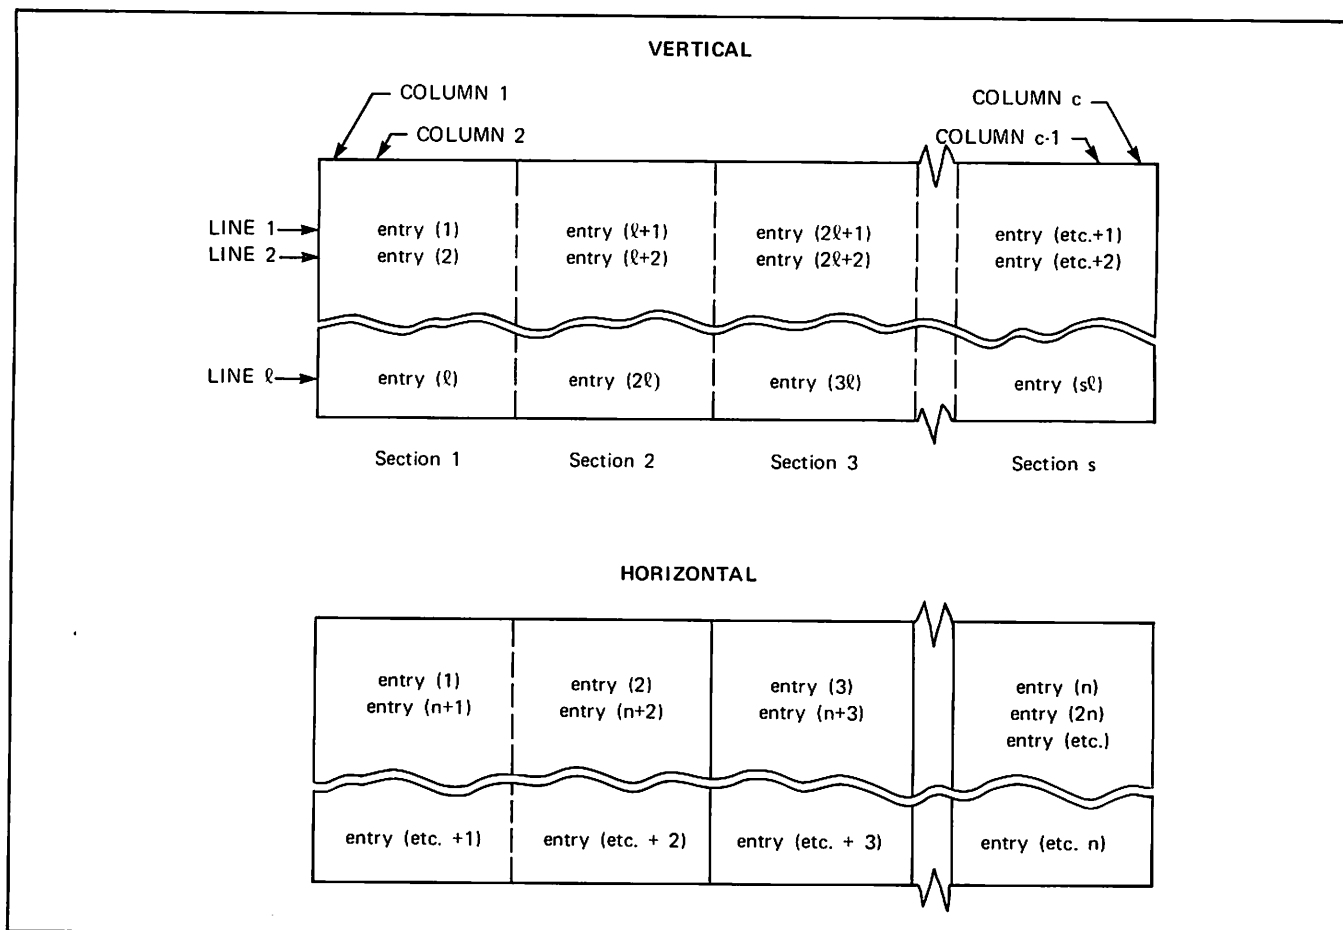 VERTICAL
COLUMN 1
COLUMN c
COLUMN 2
COLUMN c-1
LINE 1 entry (1) entry (ℓ+1) entry (2ℓ+1) entry (etc.+1)
LINE 2 entry (2) entry (ℓ+2) entry (2ℓ+2) entry (etc.+2)
LINE ℓ entry (ℓ) entry (2ℓ) entry (3ℓ) entry (sℓ)
Section 1 Section 2 Section 3 Section s
HORIZONTAL
entry (1) entry (2) entry (3) entry (n)
entry (n+1) entry (n+2) entry (n+3) entry (2n)
entry (etc.)
entry (etc. +1) entry (etc. + 2) entry (etc. + 3) entry (etc. n)